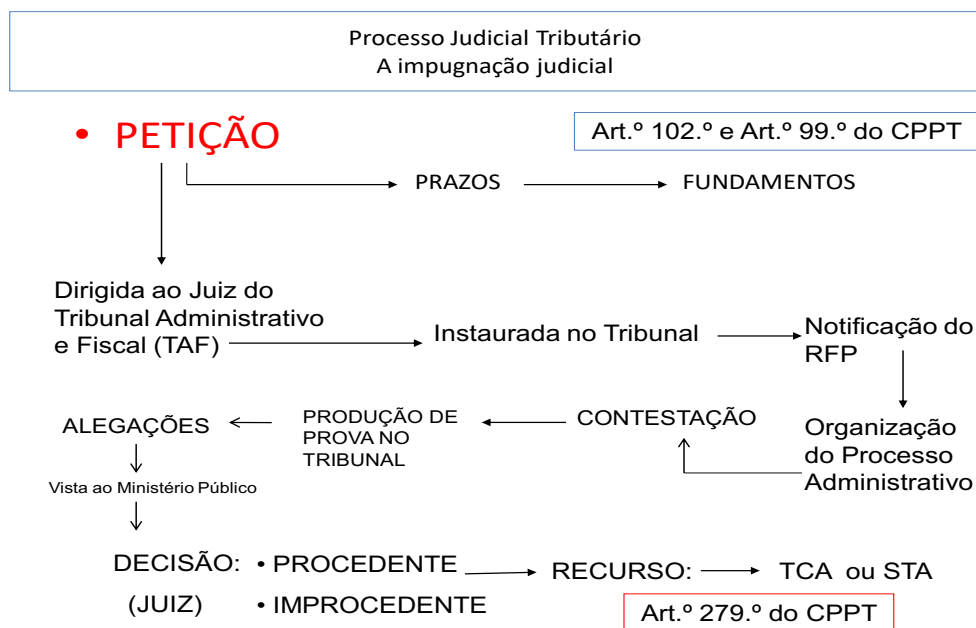 Processo Judicial Tributário
A impugnação judicial
• PETIÇÃO
Art.º 102.º e Art.º 99.º do CPPT
PRAZOS
FUNDAMENTOS
Dirigida ao Juiz do
Tribunal Administrativo
e Fiscal (TAF)
Instaurada no Tribunal
Notificação do
RFP
Organização
do Processo
Administrativo
CONTESTAÇÃO
PRODUÇÃO DE
PROVA NO
TRIBUNAL
ALEGAÇÕES
Vista ao Ministério Público
DECISÃO:
(JUIZ)
• PROCEDENTE
• IMPROCEDENTE
RECURSO:
TCA ou STA
Art.º 279.º do CPPT